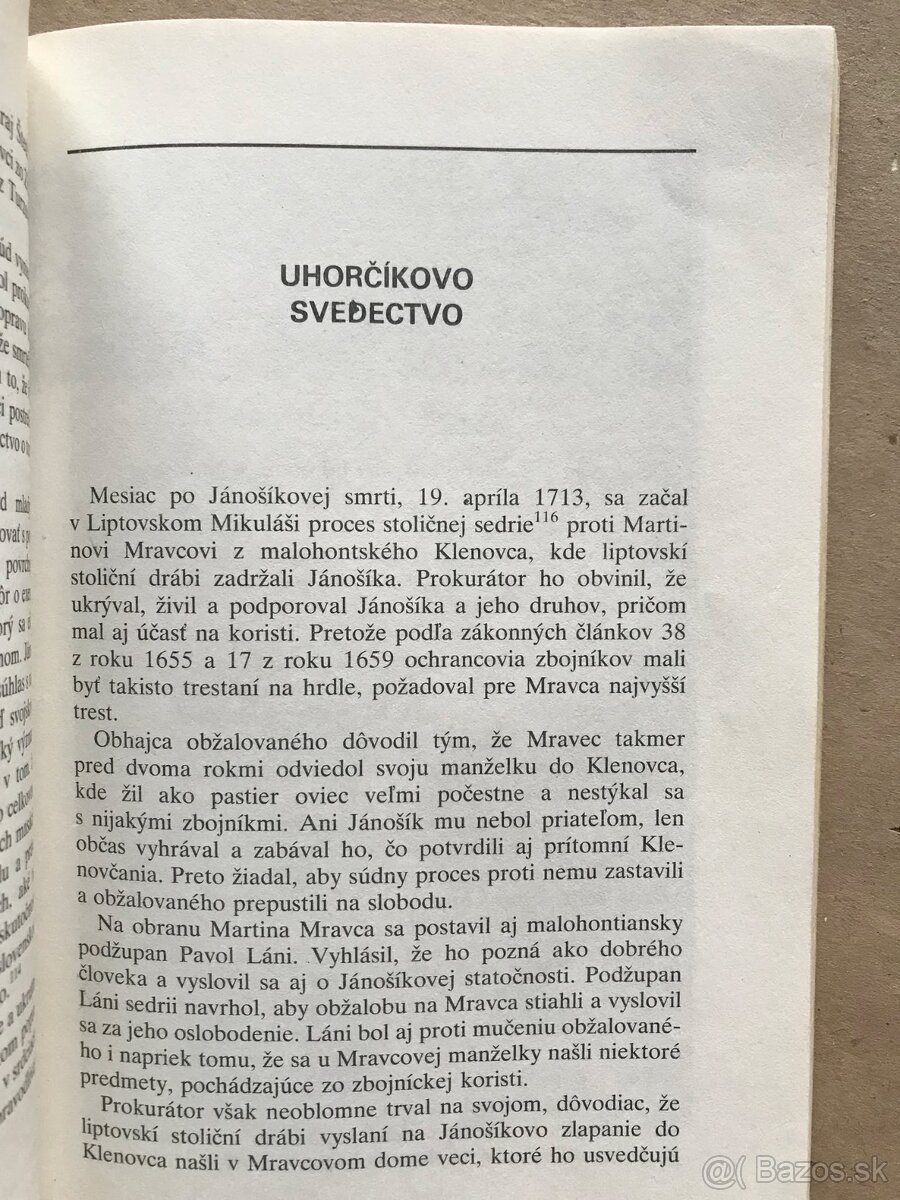 UHORČÍKOVO
SVEDECTVO
Mesiac po Jánošíkovej smrti, 19. apríla 1713, sa začal
v Liptovskom Mikuláši proces stoličnej sedrie116 proti Marti-
novi Mravcovi z malohontského Klenovca, kde liptovskí
stoliční drábi zadržali Jánošíka. Prokurátor ho obvinil, že
ukrýval, živil a podporoval Jánošíka a jeho druhov, pričom
mal aj účasť na koristi. Pretože podľa zákonných článkov 38
z roku 1655 a 17 z roku 1659 ochrancovia zbojníkov mali
byť takisto trestaní na hrdle, požadoval pre Mravca najvyšší
trest.
Obhajca obžalovaného dôvodil tým, že Mravec takmer
pred dvoma rokmi odviedol svoju manželku do Klenovca,
kde žil ako pastier oviec veľmi počestne a nestýkal sa
s nijakými zbojníkmi. Ani Jánošík mu nebol priateľom, len
občas vyhrával a zabával ho, čo potvrdili aj prítomní Kle-
novčania. Preto žiadal, aby súdny proces proti nemu zastavili
a obžalovaného prepustili na slobodu.
Na obranu Martina Mravca sa postavil aj malohontiansky
podžupan Pavol Láni. Vyhlásil, že ho pozná ako dobrého
človeka a vyslovil sa aj o Jánošíkovej statočnosti. Podžupan
Láni sedrii navrhol, aby obžalobu na Mravca stiahli a vyslovil
sa za jeho oslobodenie. Láni bol aj proti mučeniu obžalované-
ho i napriek tomu, že sa u Mravcovej manželky našli niektoré
predmety, pochádzajúce zo zbojníckej koristi.
Prokurátor však neoblomne trval na svojom, dôvodiac, že
liptovskí stoliční drábi vyslaní na Jánošíkovo zlapanie do
Klenovca našli v Mravcovom dome veci, ktoré ho usvedčujú
@( Bazos.sk